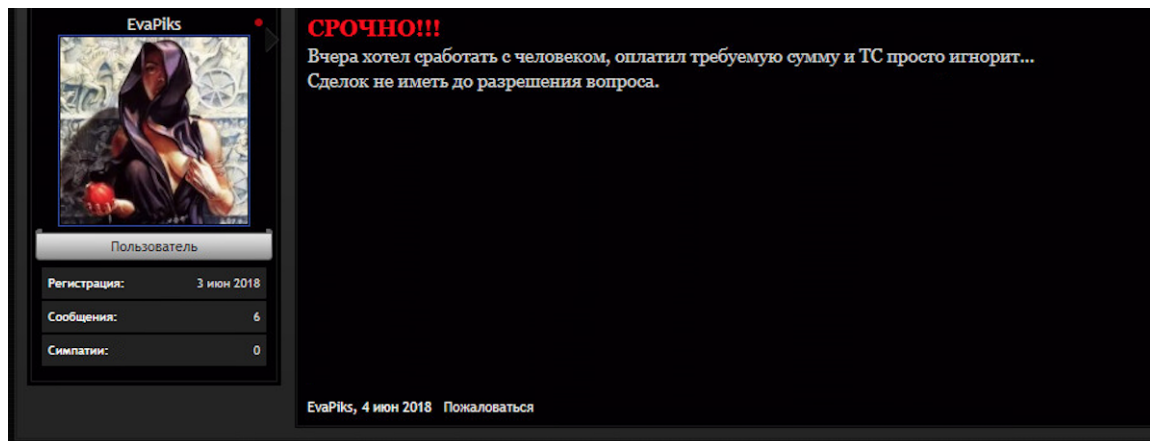 EvaPiks
Пользователь
Регистрация: 3 июн 2018
Сообщения: 6
Симпатии: 0
СРОЧНО!!!
Вчера хотел сработать с человеком, оплатил требуемую сумму и ТС просто игнорит...
Сделок не иметь до разрешения вопроса.
EvaPiks, 4 июн 2018 Пожаловаться